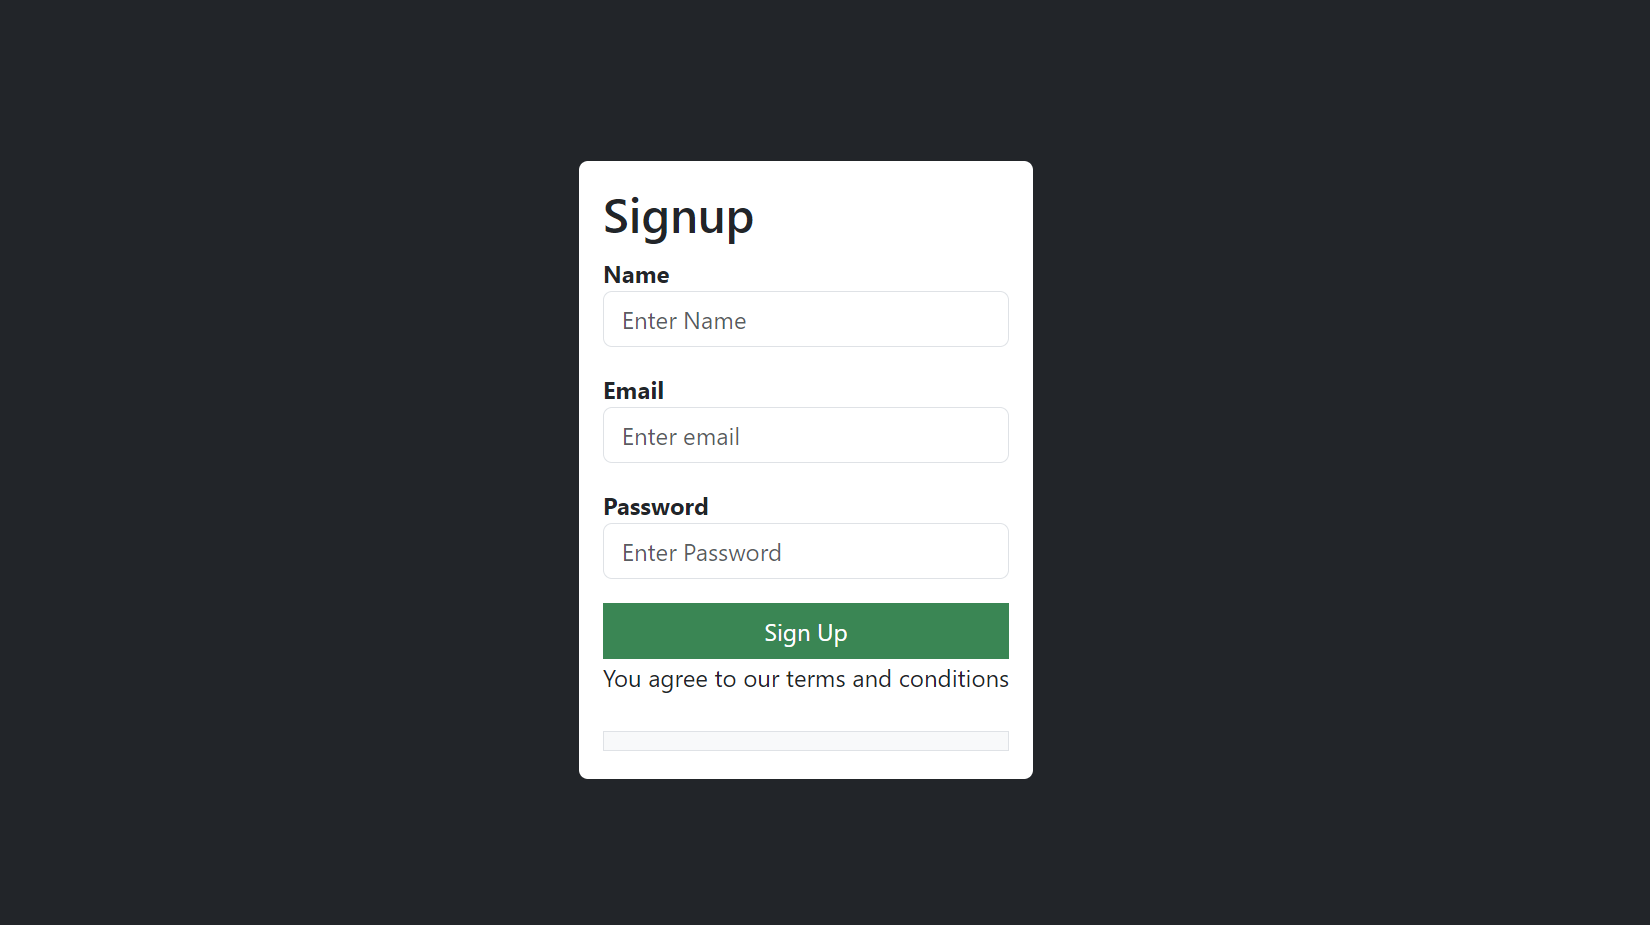 Signup
Name
Enter Name
Email
Enter email
Password
Enter Password
Sign Up
You agree to our terms and conditions